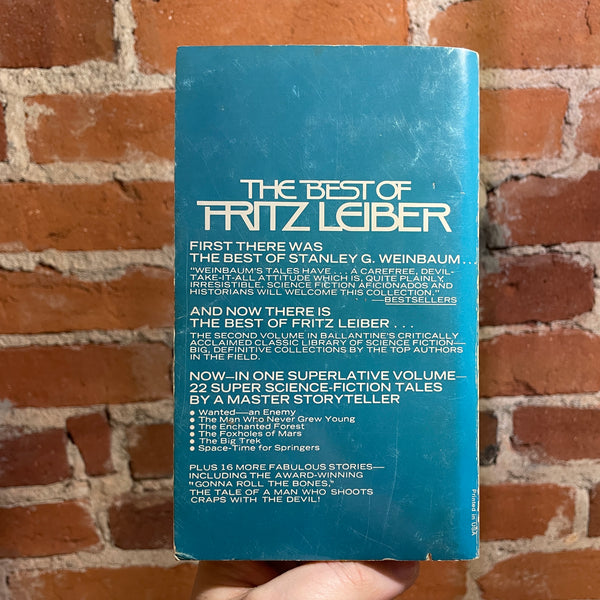 THE BEST OF
FRITZ LEIBER
FIRST THERE WAS
THE BEST OF STANLEY G. WEINBAUM . . .
"WEINBAUM'S TALES HAVE . . . A CAREFREE, DEVIL-
TAKE-IT-ALL ATTITUDE WHICH IS, QUITE PLAINLY,
IRRESISTIBLE. SCIENCE FICTION AFICIONADOS AND
HISTORIANS WILL WELCOME THIS COLLECTION."
—BESTSELLERS
AND NOW THERE IS
THE BEST OF FRITZ LEIBER . . .
THE SECOND VOLUME IN BALLANTINE'S CRITICALLY
ACCLAIMED CLASSIC LIBRARY OF SCIENCE FICTION—
BIG, DEFINITIVE COLLECTIONS BY THE TOP AUTHORS
IN THE FIELD.
NOW—IN ONE SUPERLATIVE VOLUME—
22 SUPER SCIENCE-FICTION TALES
BY A MASTER STORYTELLER
● Wanted—an Enemy
● The Man Who Never Grew Young
● The Enchanted Forest
● The Foxholes of Mars
● The Big Trek
● Space-Time for Springers
PLUS 16 MORE FABULOUS STORIES—
INCLUDING THE AWARD-WINNING
"GONNA ROLL THE BONES,"
THE TALE OF A MAN WHO SHOOTS
CRAPS WITH THE DEVIL!
Printed in USA